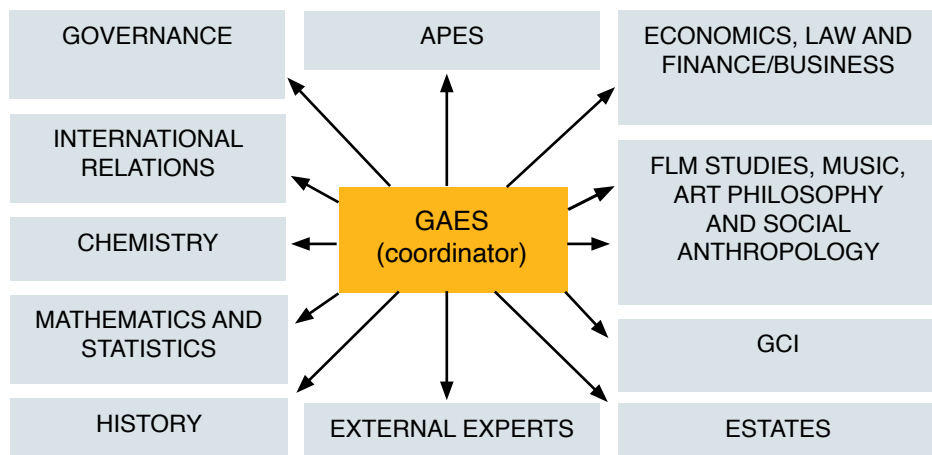 GOVERNANCE
APES
ECONOMICS, LAW AND
FINANCE/BUSINESS
INTERNATIONAL
RELATIONS
FLM STUDIES, MUSIC,
ART PHILOSOPHY
AND SOCIAL
ANTHROPOLOGY
GAES
(coordinator)
CHEMISTRY
MATHEMATICS AND
STATISTICS
GCI
HISTORY
EXTERNAL EXPERTS
ESTATES